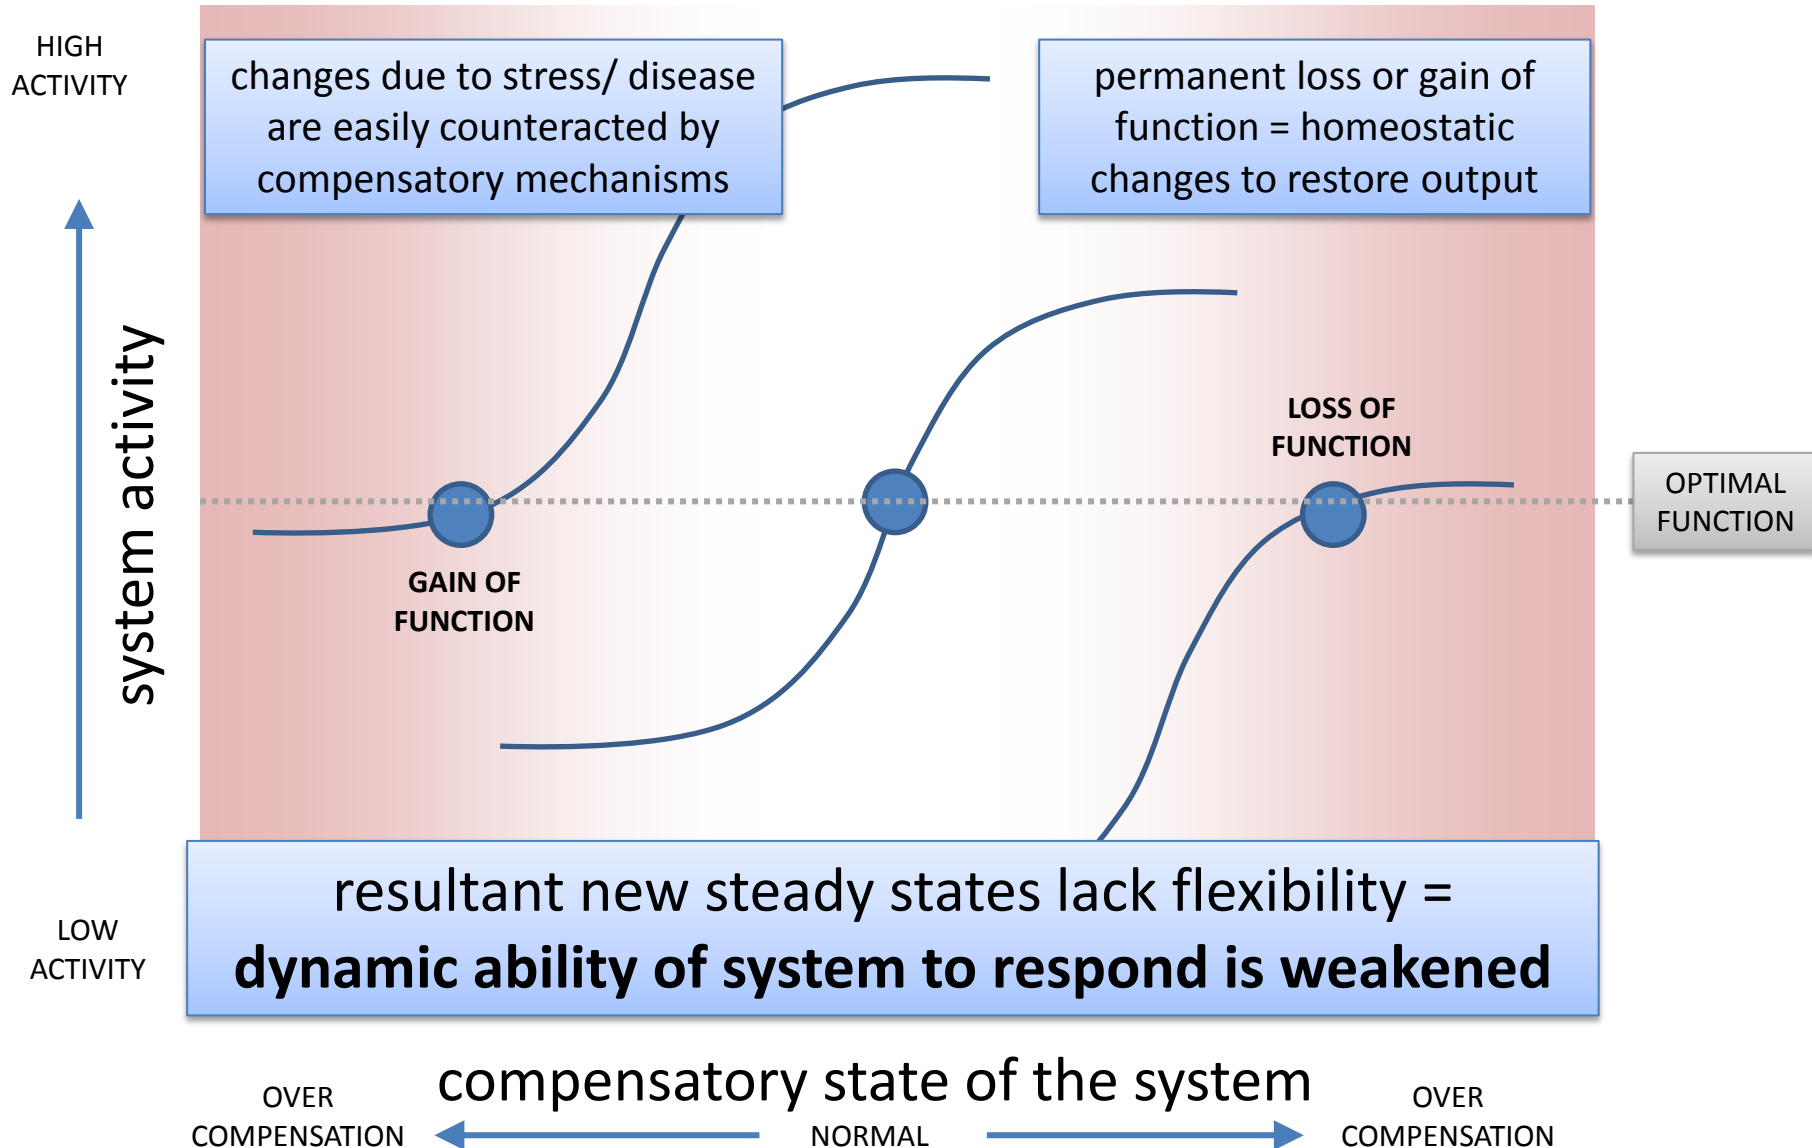 HIGH
ACTIVITY
changes due to stress/ disease
are easily counteracted by
compensatory mechanisms
permanent loss or gain of
function = homeostatic
changes to restore output
system activity
LOSS OF
FUNCTION
OPTIMAL
FUNCTION
GAIN OF
FUNCTION
resultant new steady states lack flexibility =
dynamic ability of system to respond is weakened
LOW
ACTIVITY
compensatory state of the system
OVER
COMPENSATION
NORMAL
OVER
COMPENSATION